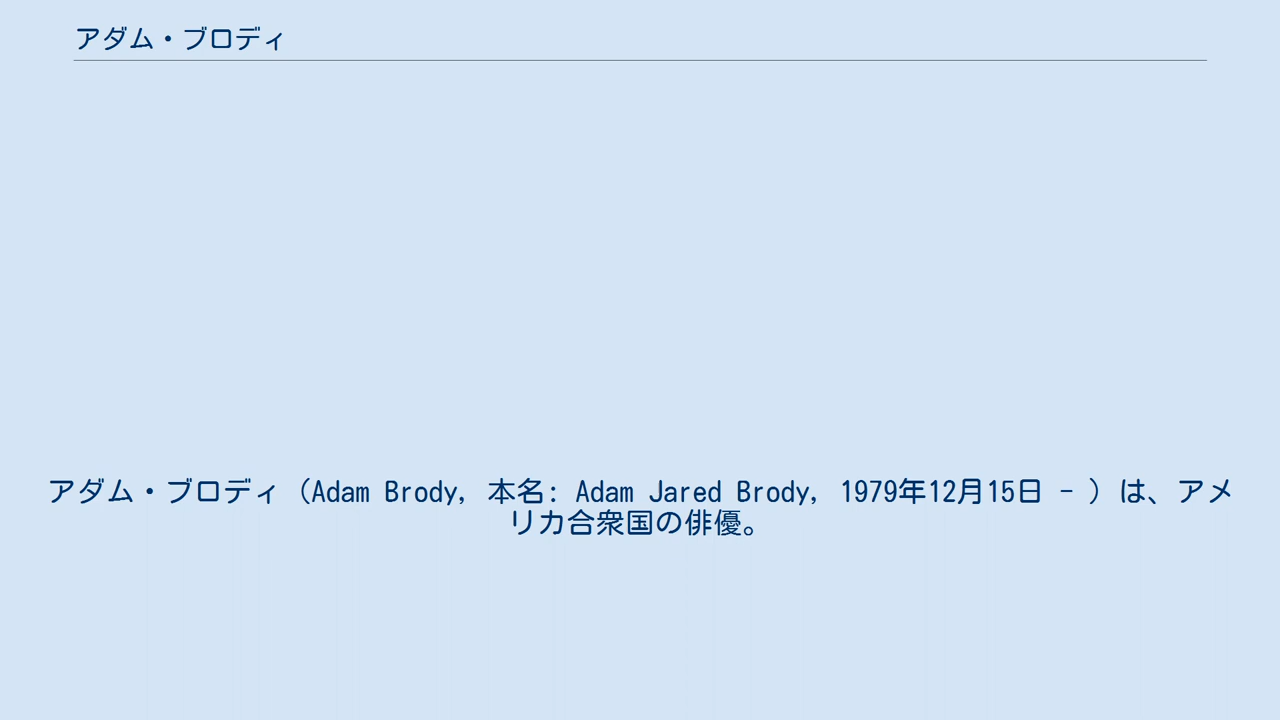 アダム・ブロディ
アダム・ブロディ（Adam Brody, 本名: Adam Jared Brody, 1979年12月15日 - ）は、アメ
リカ合衆国の俳優。